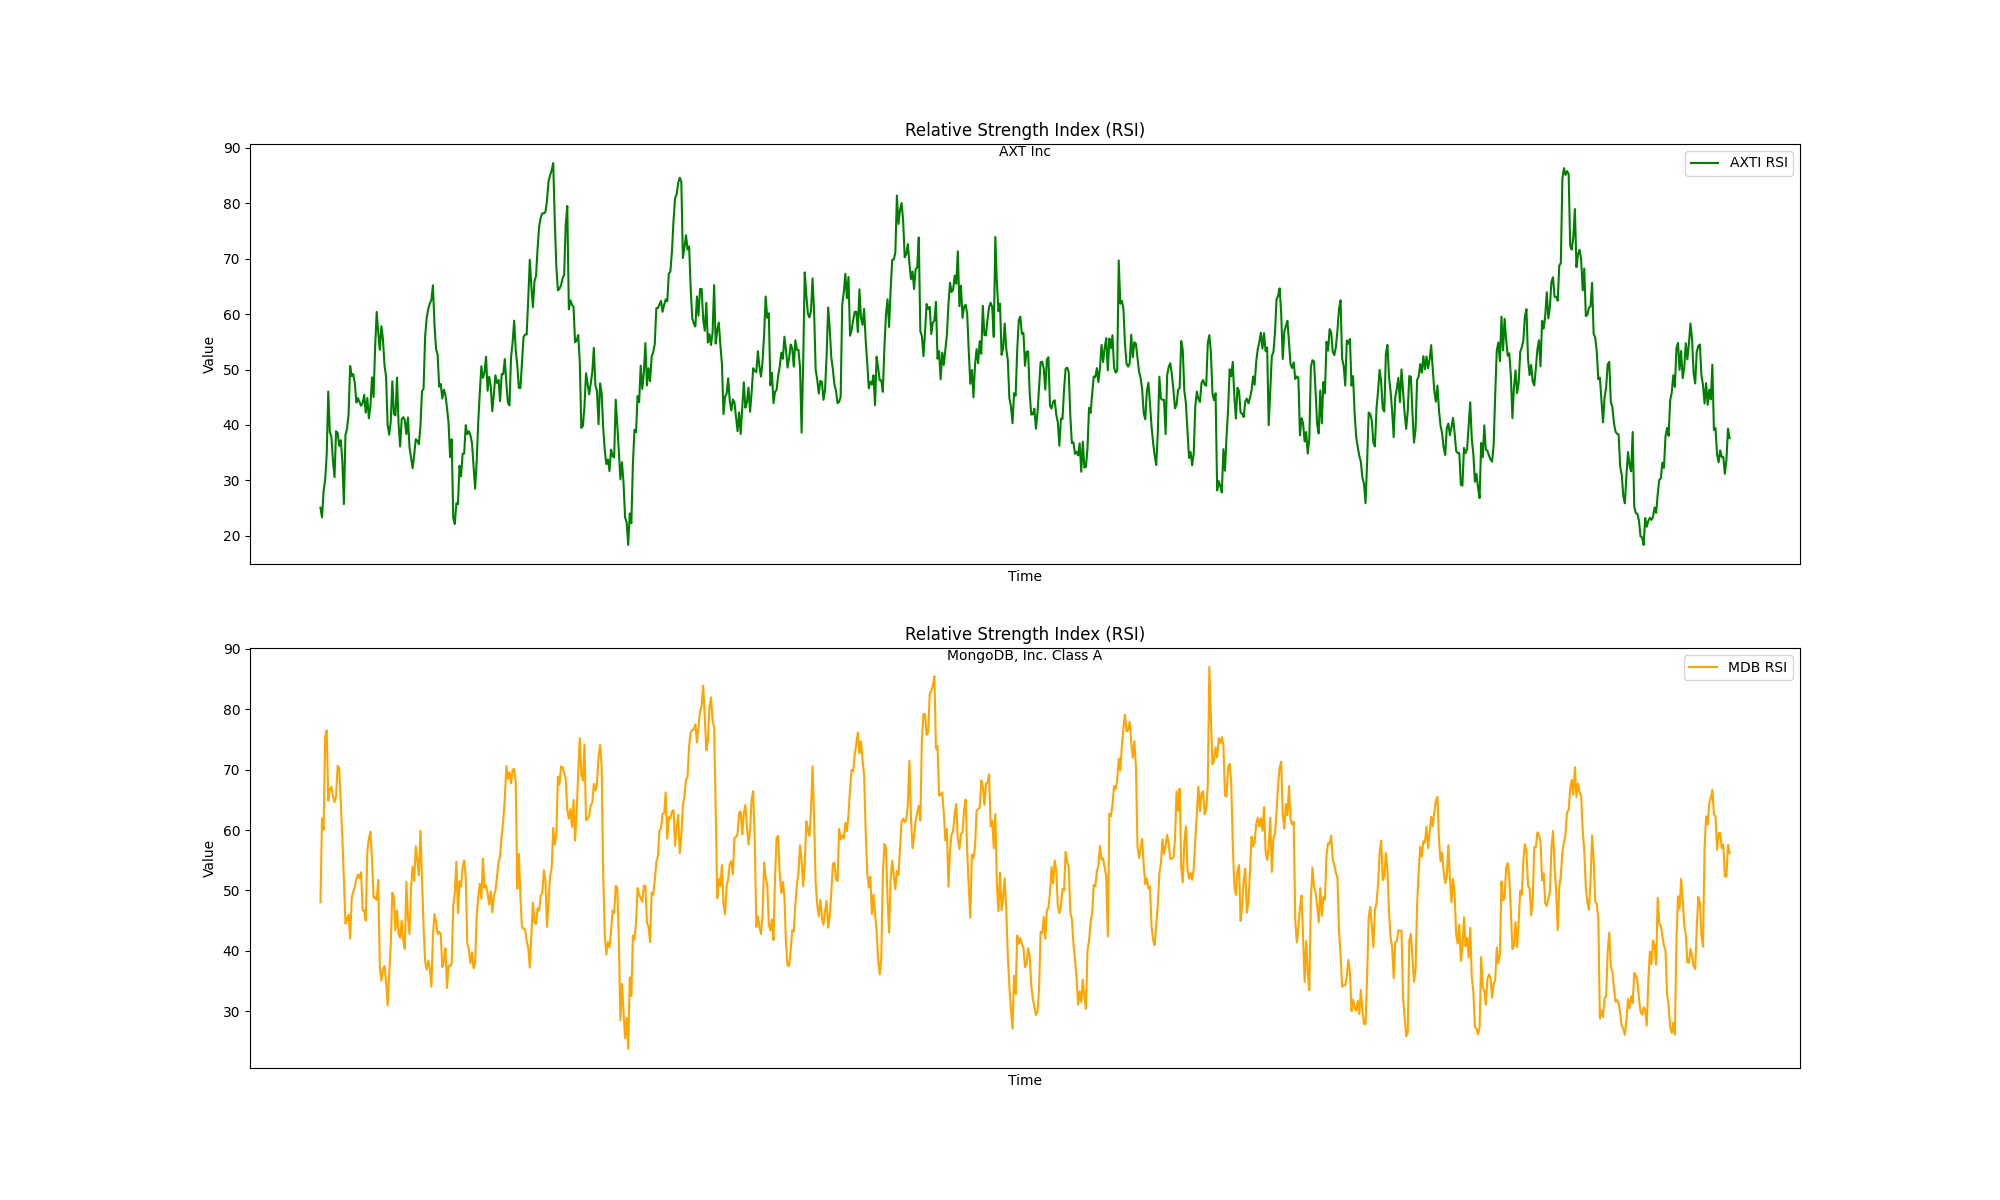 Relative Strength Index (RSI)
AXT Inc
AXTI RSI
90
80
70
60
50
40
30
20
Value
Time
Relative Strength Index (RSI)
MongoDB, Inc. Class A
MDB RSI
90
80
70
60
50
40
30
Value
Time